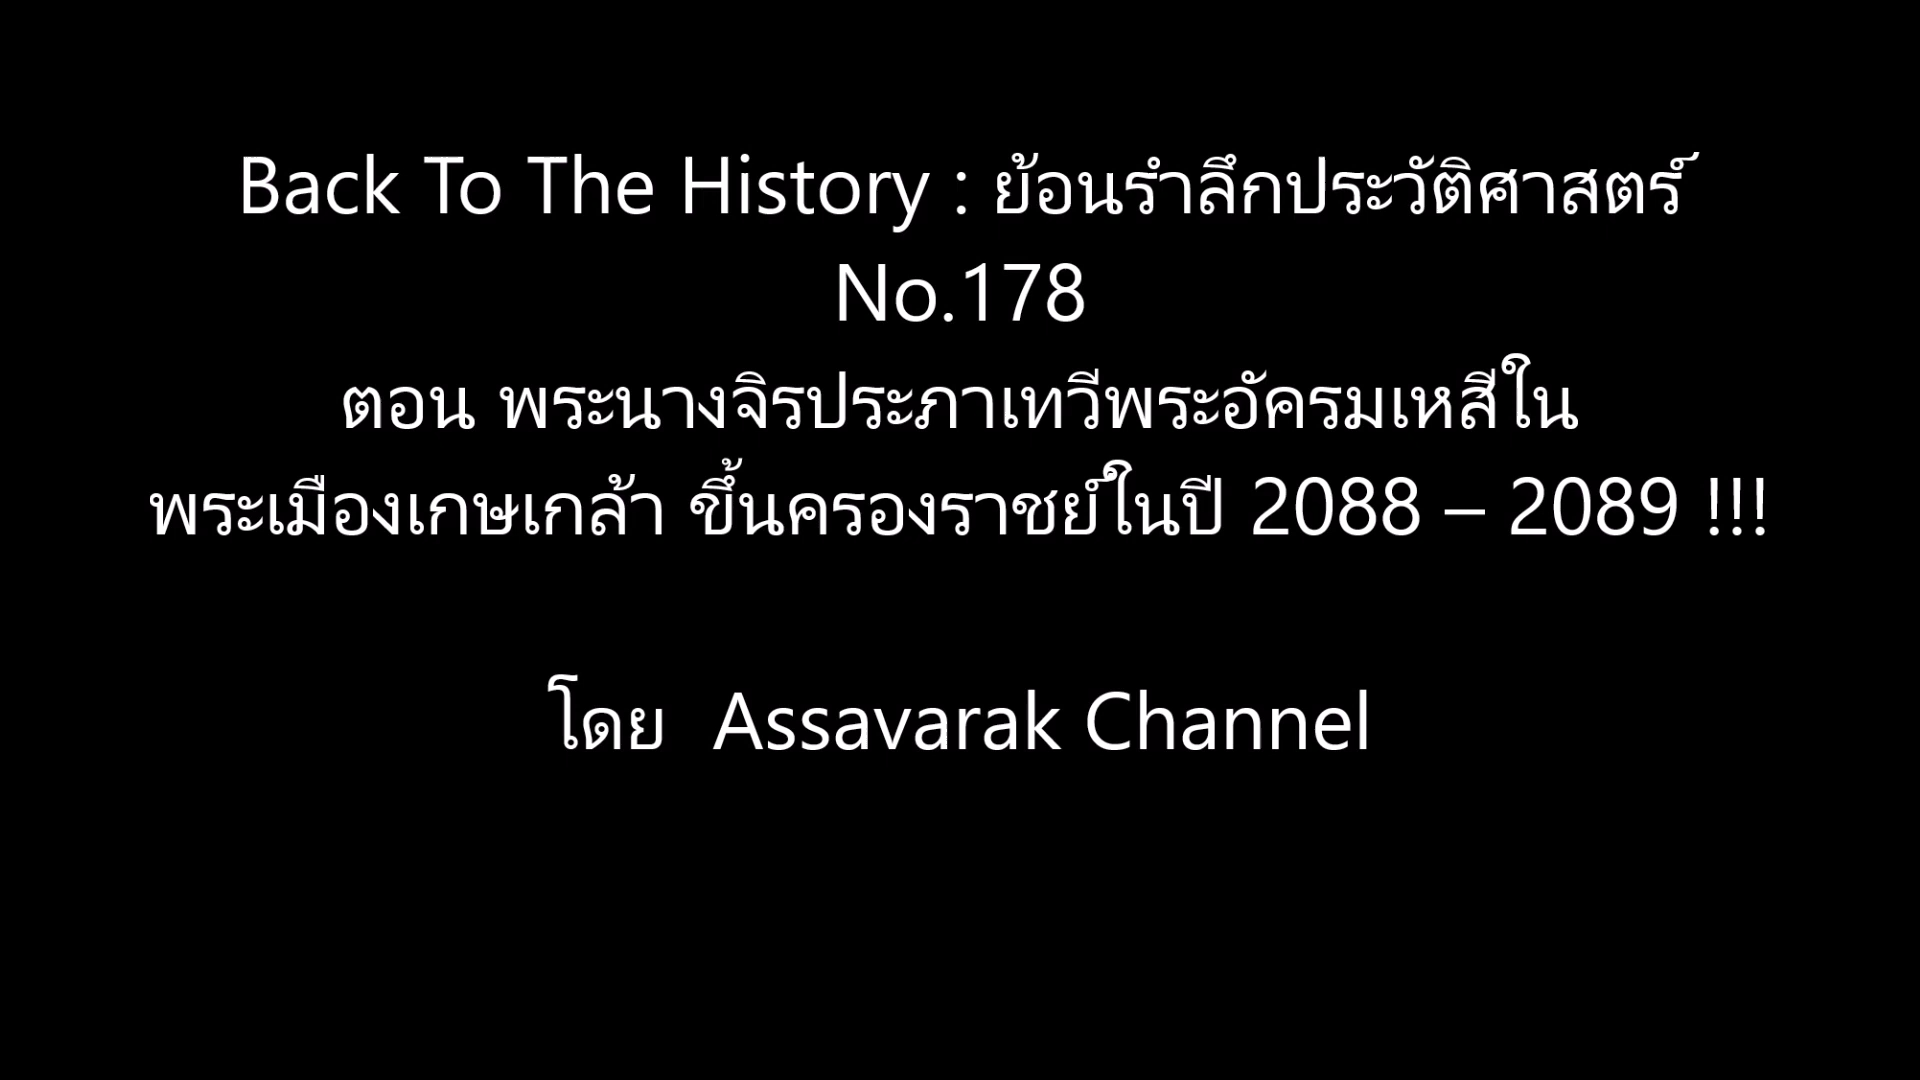 Back To The History : ย้อนรำลึกประวัติศาสตร์
No.178
ตอน พระนางจิรประภาเทวีพระอัครมเหสีใน
พระเมืองเกษเกล้า ขึ้นครองราชย์ในปี 2088 – 2089 !!!
โดย  Assavarak Channel